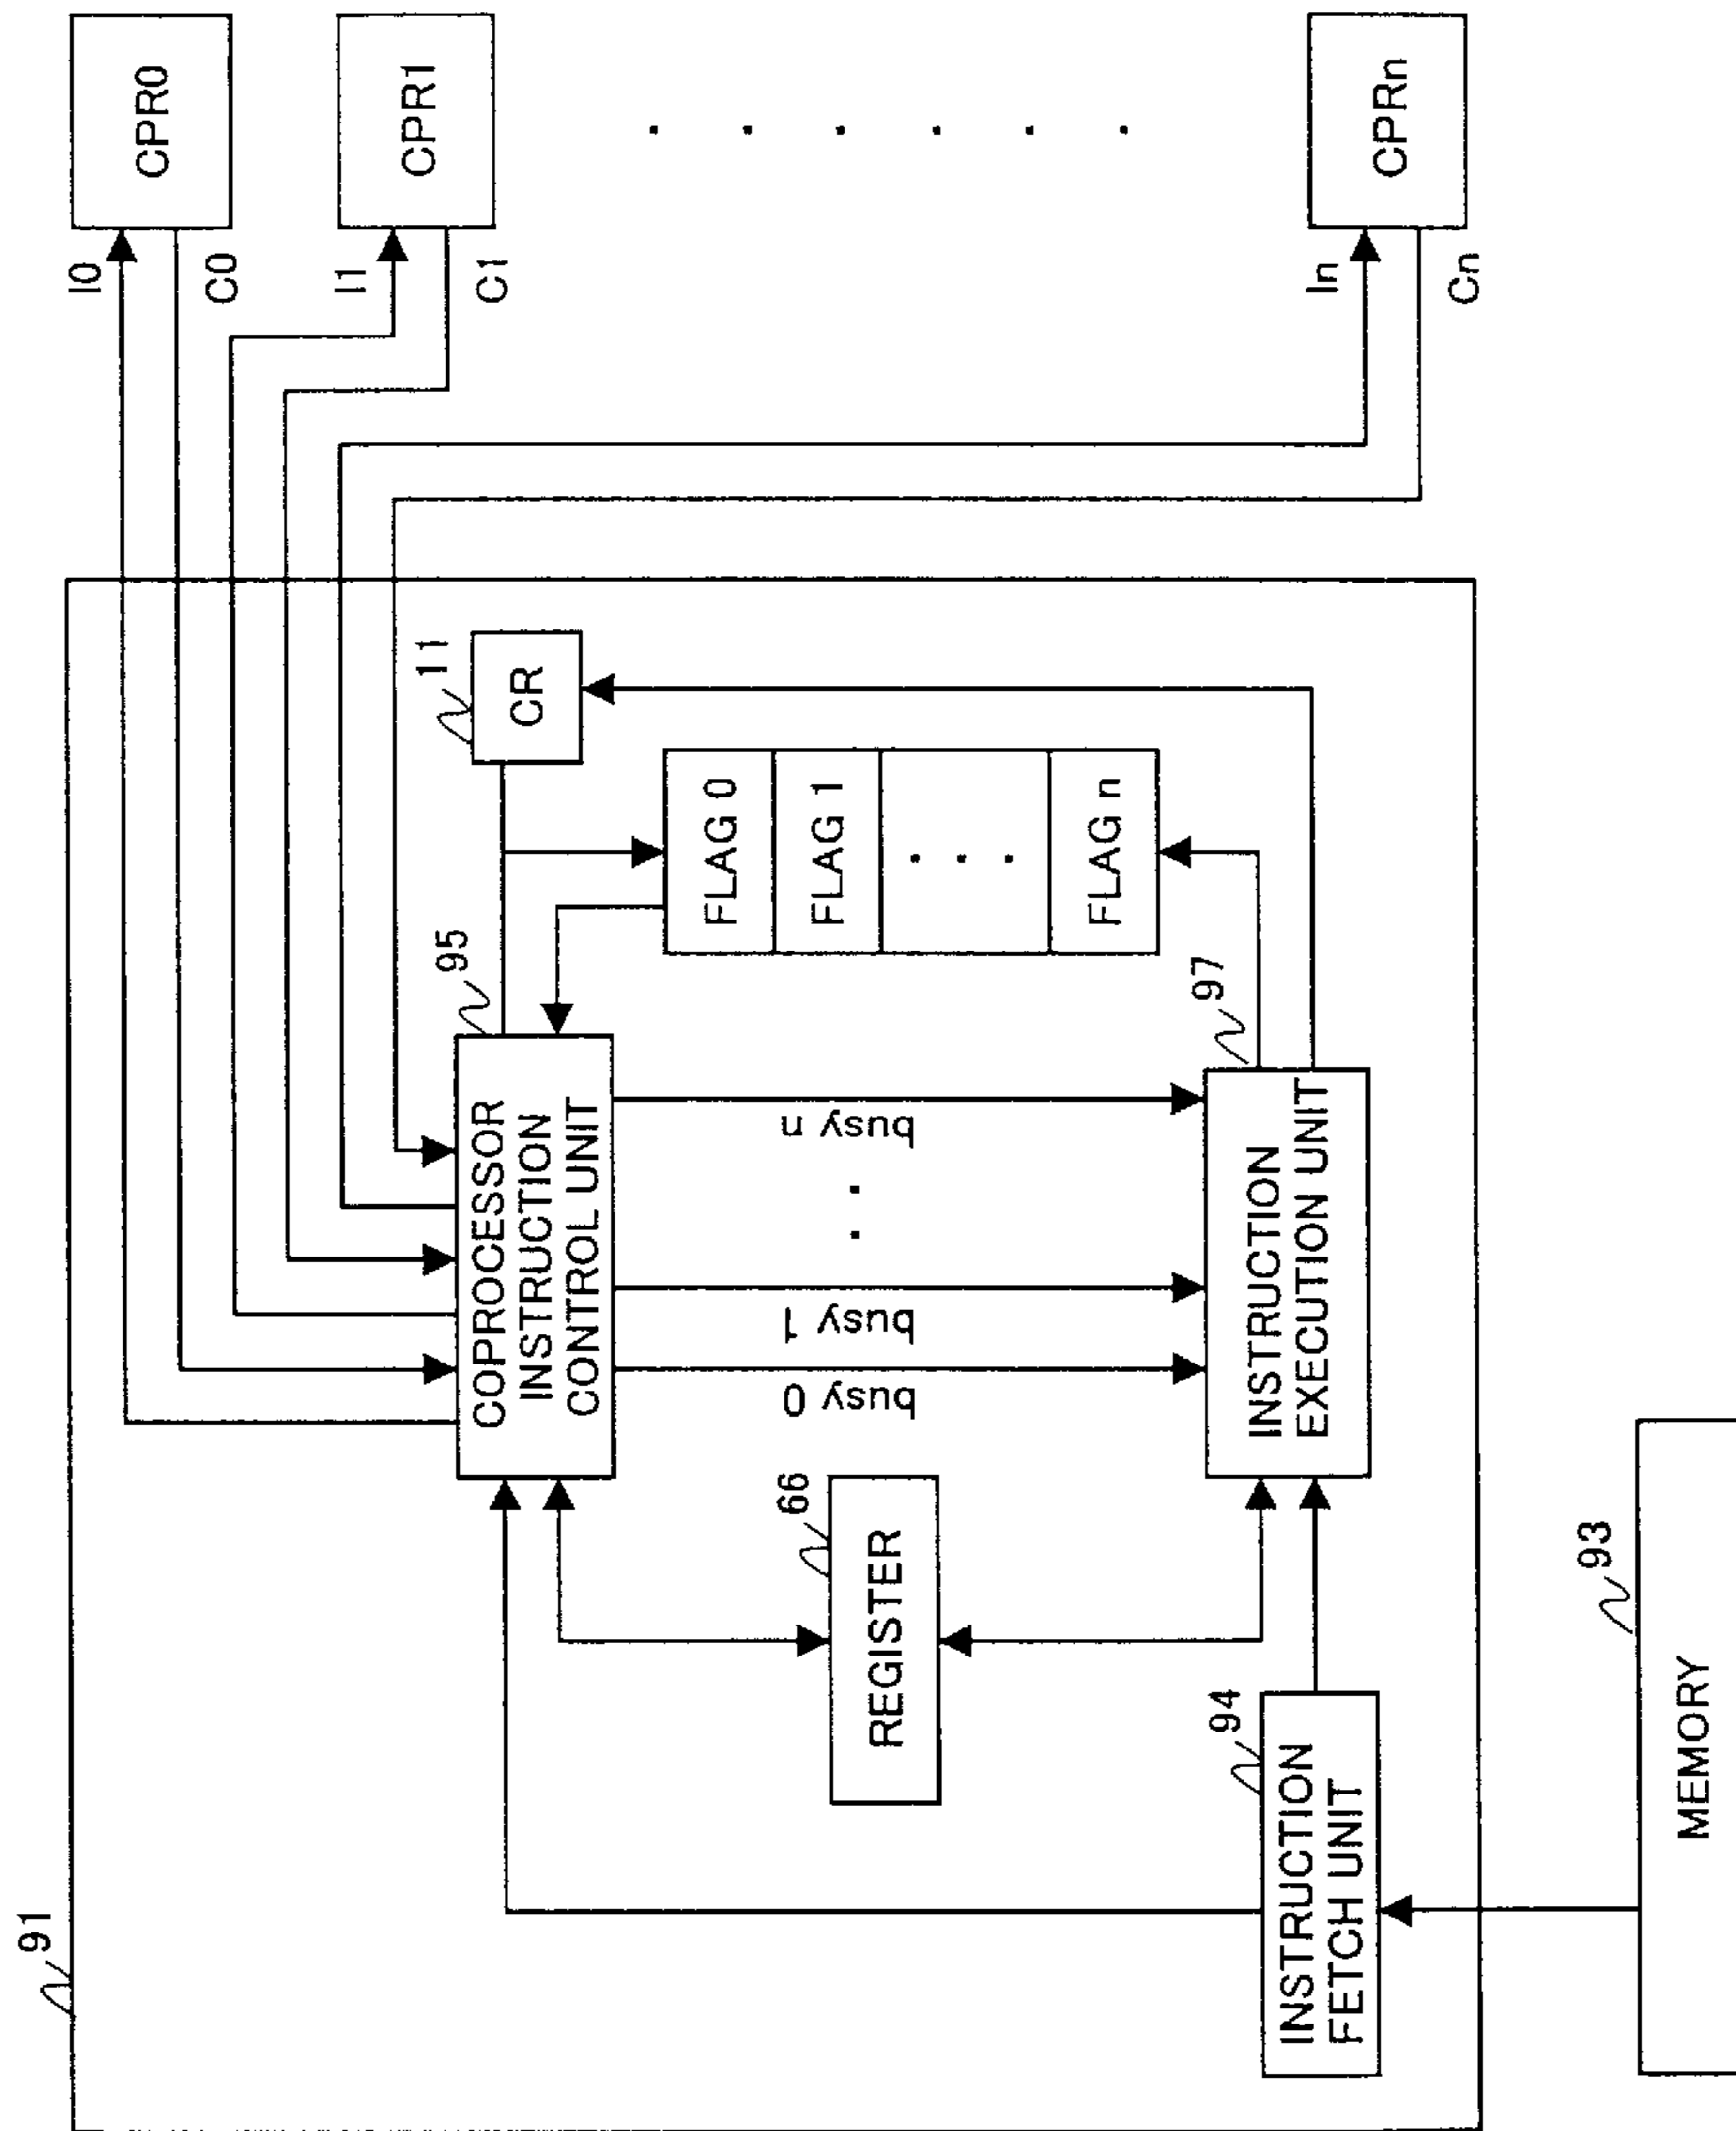 91
I0
CPR0
C0
I1
CPR1
C1
95
11
COPROCESSOR
INSTRUCTION
CONTROL UNIT
CR
66
REGISTER
busy 0
busy 1
busy n
FLAG 0
FLAG 1
FLAG n
94
97
INSTRUCTION
FETCH UNIT
INSTRUCTION
EXECUTION UNIT
In
CPRn
Cn
93
MEMORY